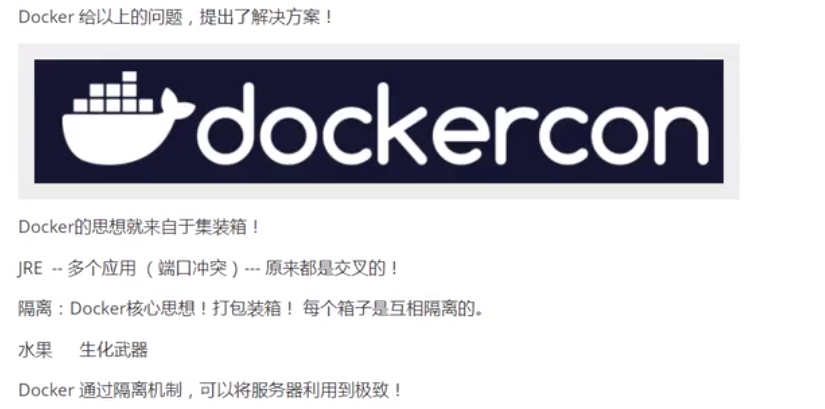 Docker 给以上的问题，提出了解决方案！
dockercon
Docker的思想就来自于集装箱！
JRE -- 多个应用（端口冲突）--- 原来都是交叉的！
隔离：Docker核心思想！打包装箱！ 每个箱子是互相隔离的。
水果 生化武器
Docker 通过隔离机制，可以将服务器利用到极致！